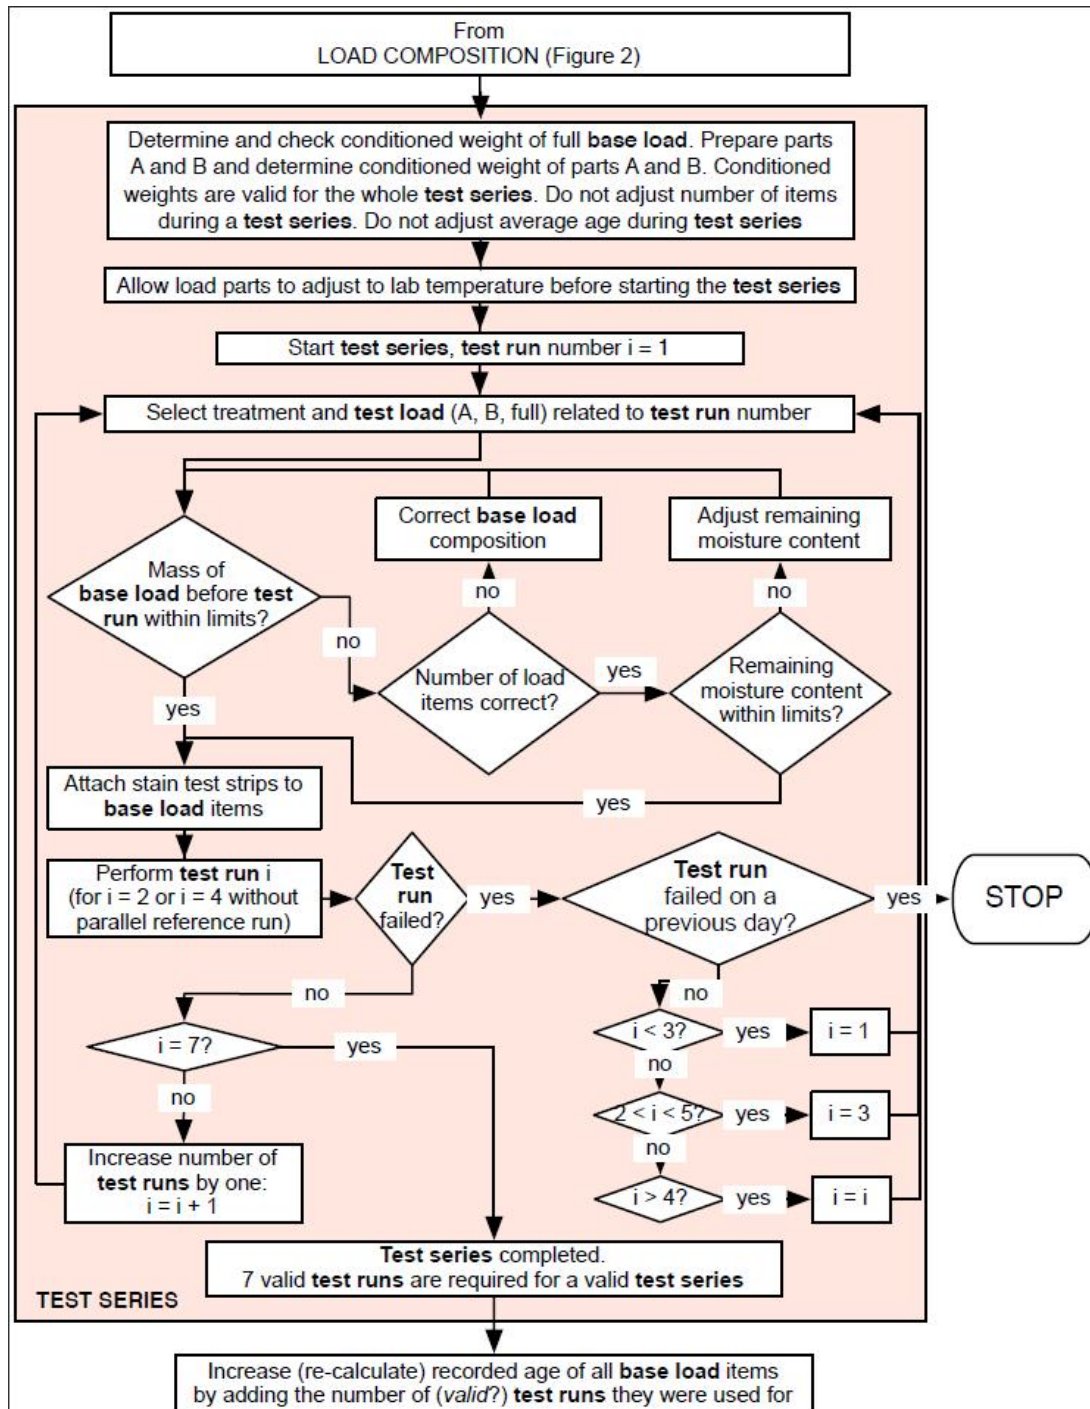 From
LOAD COMPOSITION (Figure 2)
Determine and check conditioned weight of full base load. Prepare parts
A and B and determine conditioned weight of parts A and B. Conditioned
weights are valid for the whole test series. Do not adjust number of items
during a test series. Do not adjust average age during test series
Allow load parts to adjust to lab temperature before starting the test series
Start test series, test run number i = 1
Select treatment and test load (A, B, full) related to test run number
Correct base load
composition
Adjust remaining
moisture content
Mass of
base load before test
run within limits?
no
no
no
Number of load
items correct?
yes
Remaining
moisture content
within limits?
yes
yes
Attach stain test strips to
base load items
Perform test run i
(for i = 2 or i = 4 without
parallel reference run)
Test
run
failed?
yes
Test run
failed on a
previous day?
yes
STOP
no
no
i = 7?
yes
i < 3?
yes
i = 1
no
no
2 < i < 5?
yes
i = 3
no
Increase number of
test runs by one:
i = i + 1
i > 4?
yes
i = i
Test series completed.
7 valid test runs are required for a valid test series
TEST SERIES
Increase (re-calculate) recorded age of all base load items
by adding the number of (valid?) test runs they were used for